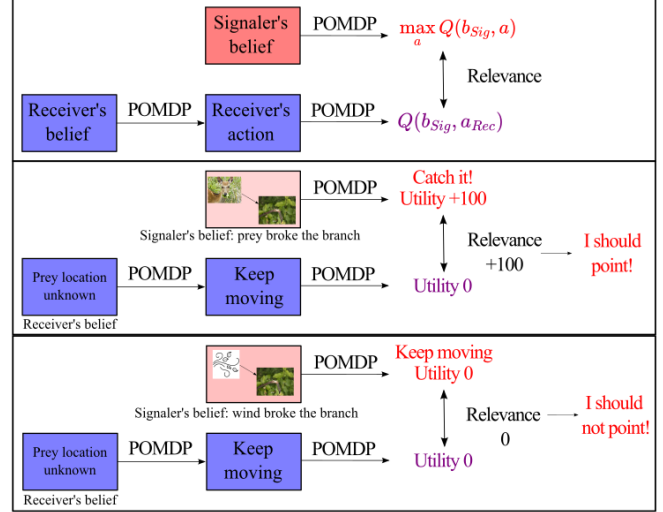 Signaler's
belief
POMDP
max Q(b_Sig, a)
a
Relevance
Receiver's
belief
POMDP
Receiver's
action
POMDP
Q(b_Sig, a_Rec)
POMDP
Catch it!
Utility +100
Signaler's belief: prey broke the branch
Relevance
+100
I should
point!
Prey location
unknown
POMDP
Keep
moving
POMDP
Utility 0
Receiver's belief
POMDP
Keep moving
Utility 0
Signaler's belief: wind broke the branch
Relevance
0
I should
not point!
Prey location
unknown
POMDP
Keep
moving
POMDP
Utility 0
Receiver's belief